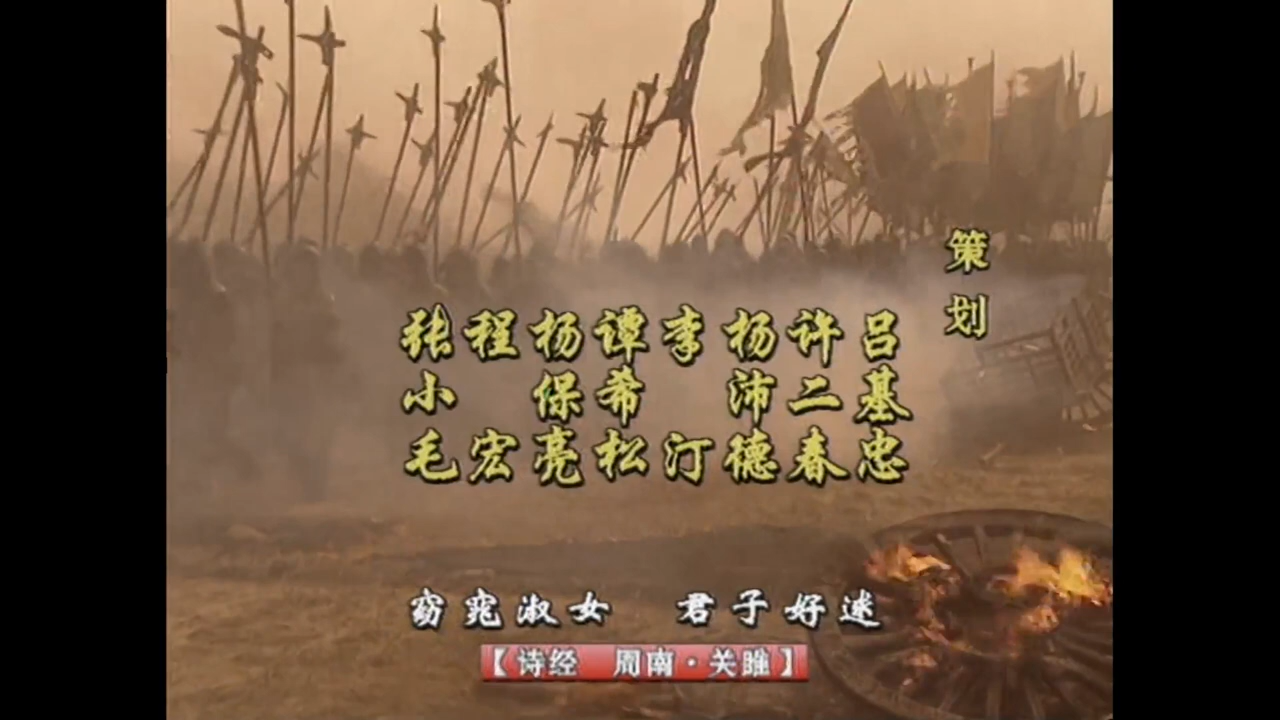 策划
吕基忠
许二春
杨沛德
李汀
谭希松
杨保亮
程宏
张小毛
窈窕淑女　君子好逑
【诗经　周南·关雎】